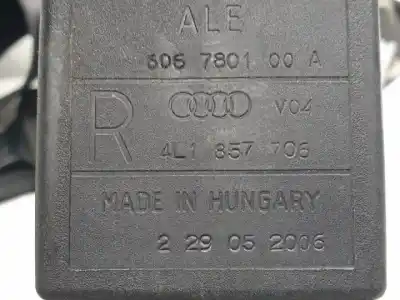 ALE
606 7801 00 A
R V04
4L1 857 706
MADE IN HUNGARY
2 29 05 2006